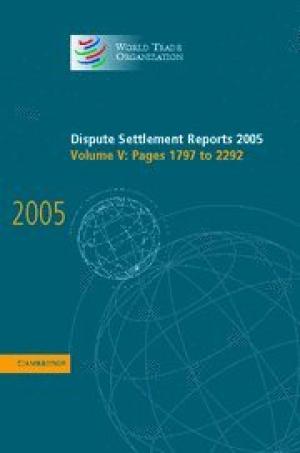 WORLD TRADE
ORGANIZATION
Dispute Settlement Reports 2005
Volume V: Pages 1797 to 2292
2005
CAMBRIDGE